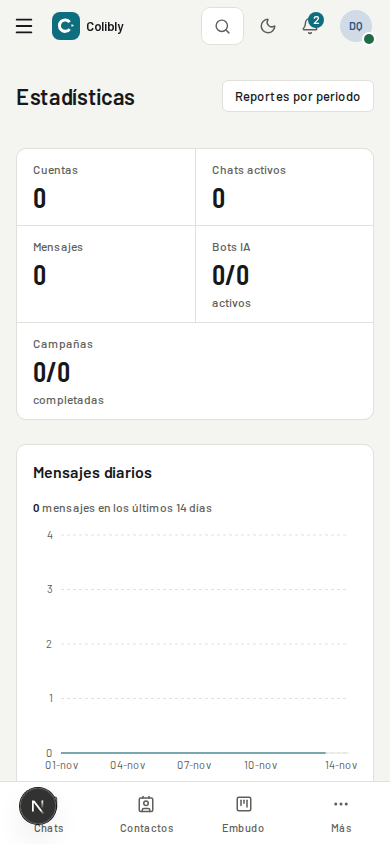 Colibly
2
DQ
Estadísticas
Reportes por periodo
Cuentas
0
Chats activos
0
Mensajes
0
Bots IA
0/0
activos
Campañas
0/0
completadas
Mensajes diarios
0 mensajes en los últimos 14 días
4
3
2
1
0
01-nov 04-nov 07-nov 10-nov 14-nov
N
Chats Contactos Embudo Más